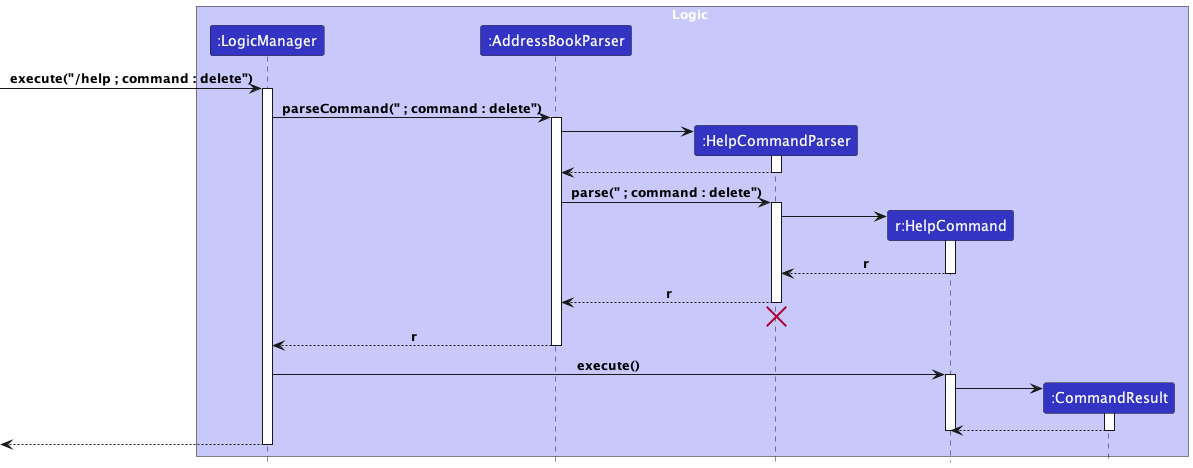 Logic
:LogicManager
:AddressBookParser
execute("/help ; command : delete")
parseCommand(" ; command : delete")
:HelpCommandParser
parse(" ; command : delete")
r:HelpCommand
r
r
r
execute()
:CommandResult